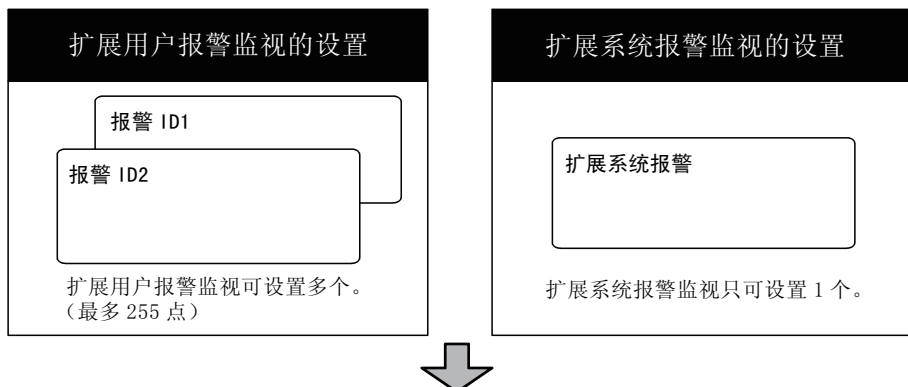 扩展用户报警监视的设置
报警 ID1
报警 ID2
扩展用户报警监视可设置多个。
（最多 255 点）
扩展系统报警监视的设置
扩展系统报警
扩展系统报警监视只可设置 1 个。